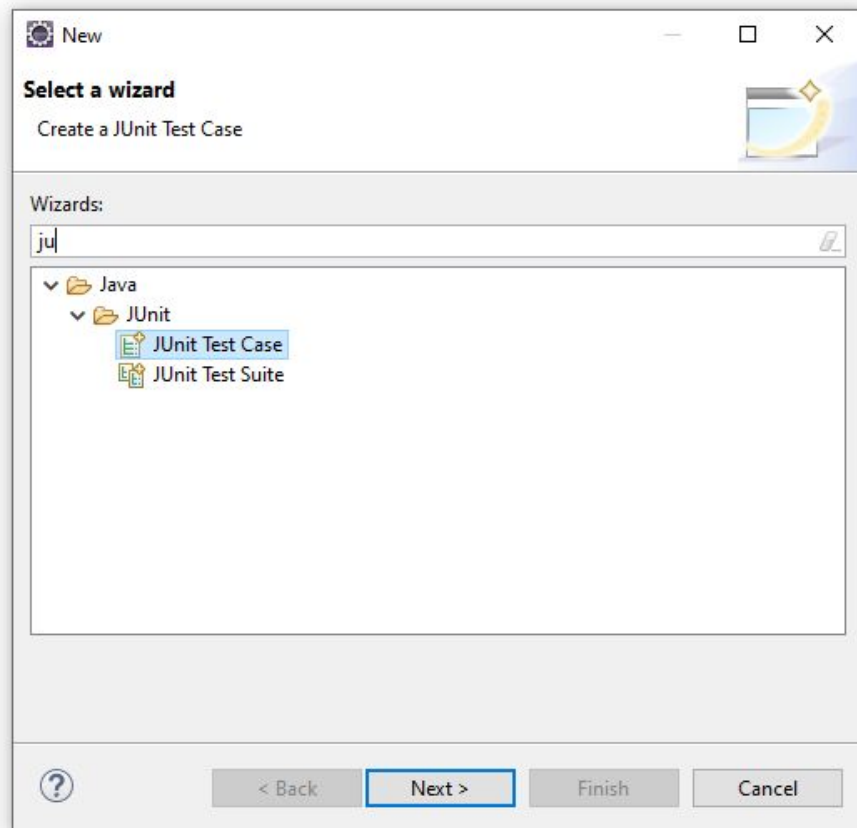 New
Select a wizard
Create a JUnit Test Case
Wizards:
ju
Java
JUnit
JUnit Test Case
JUnit Test Suite
? < Back Next > Finish Cancel